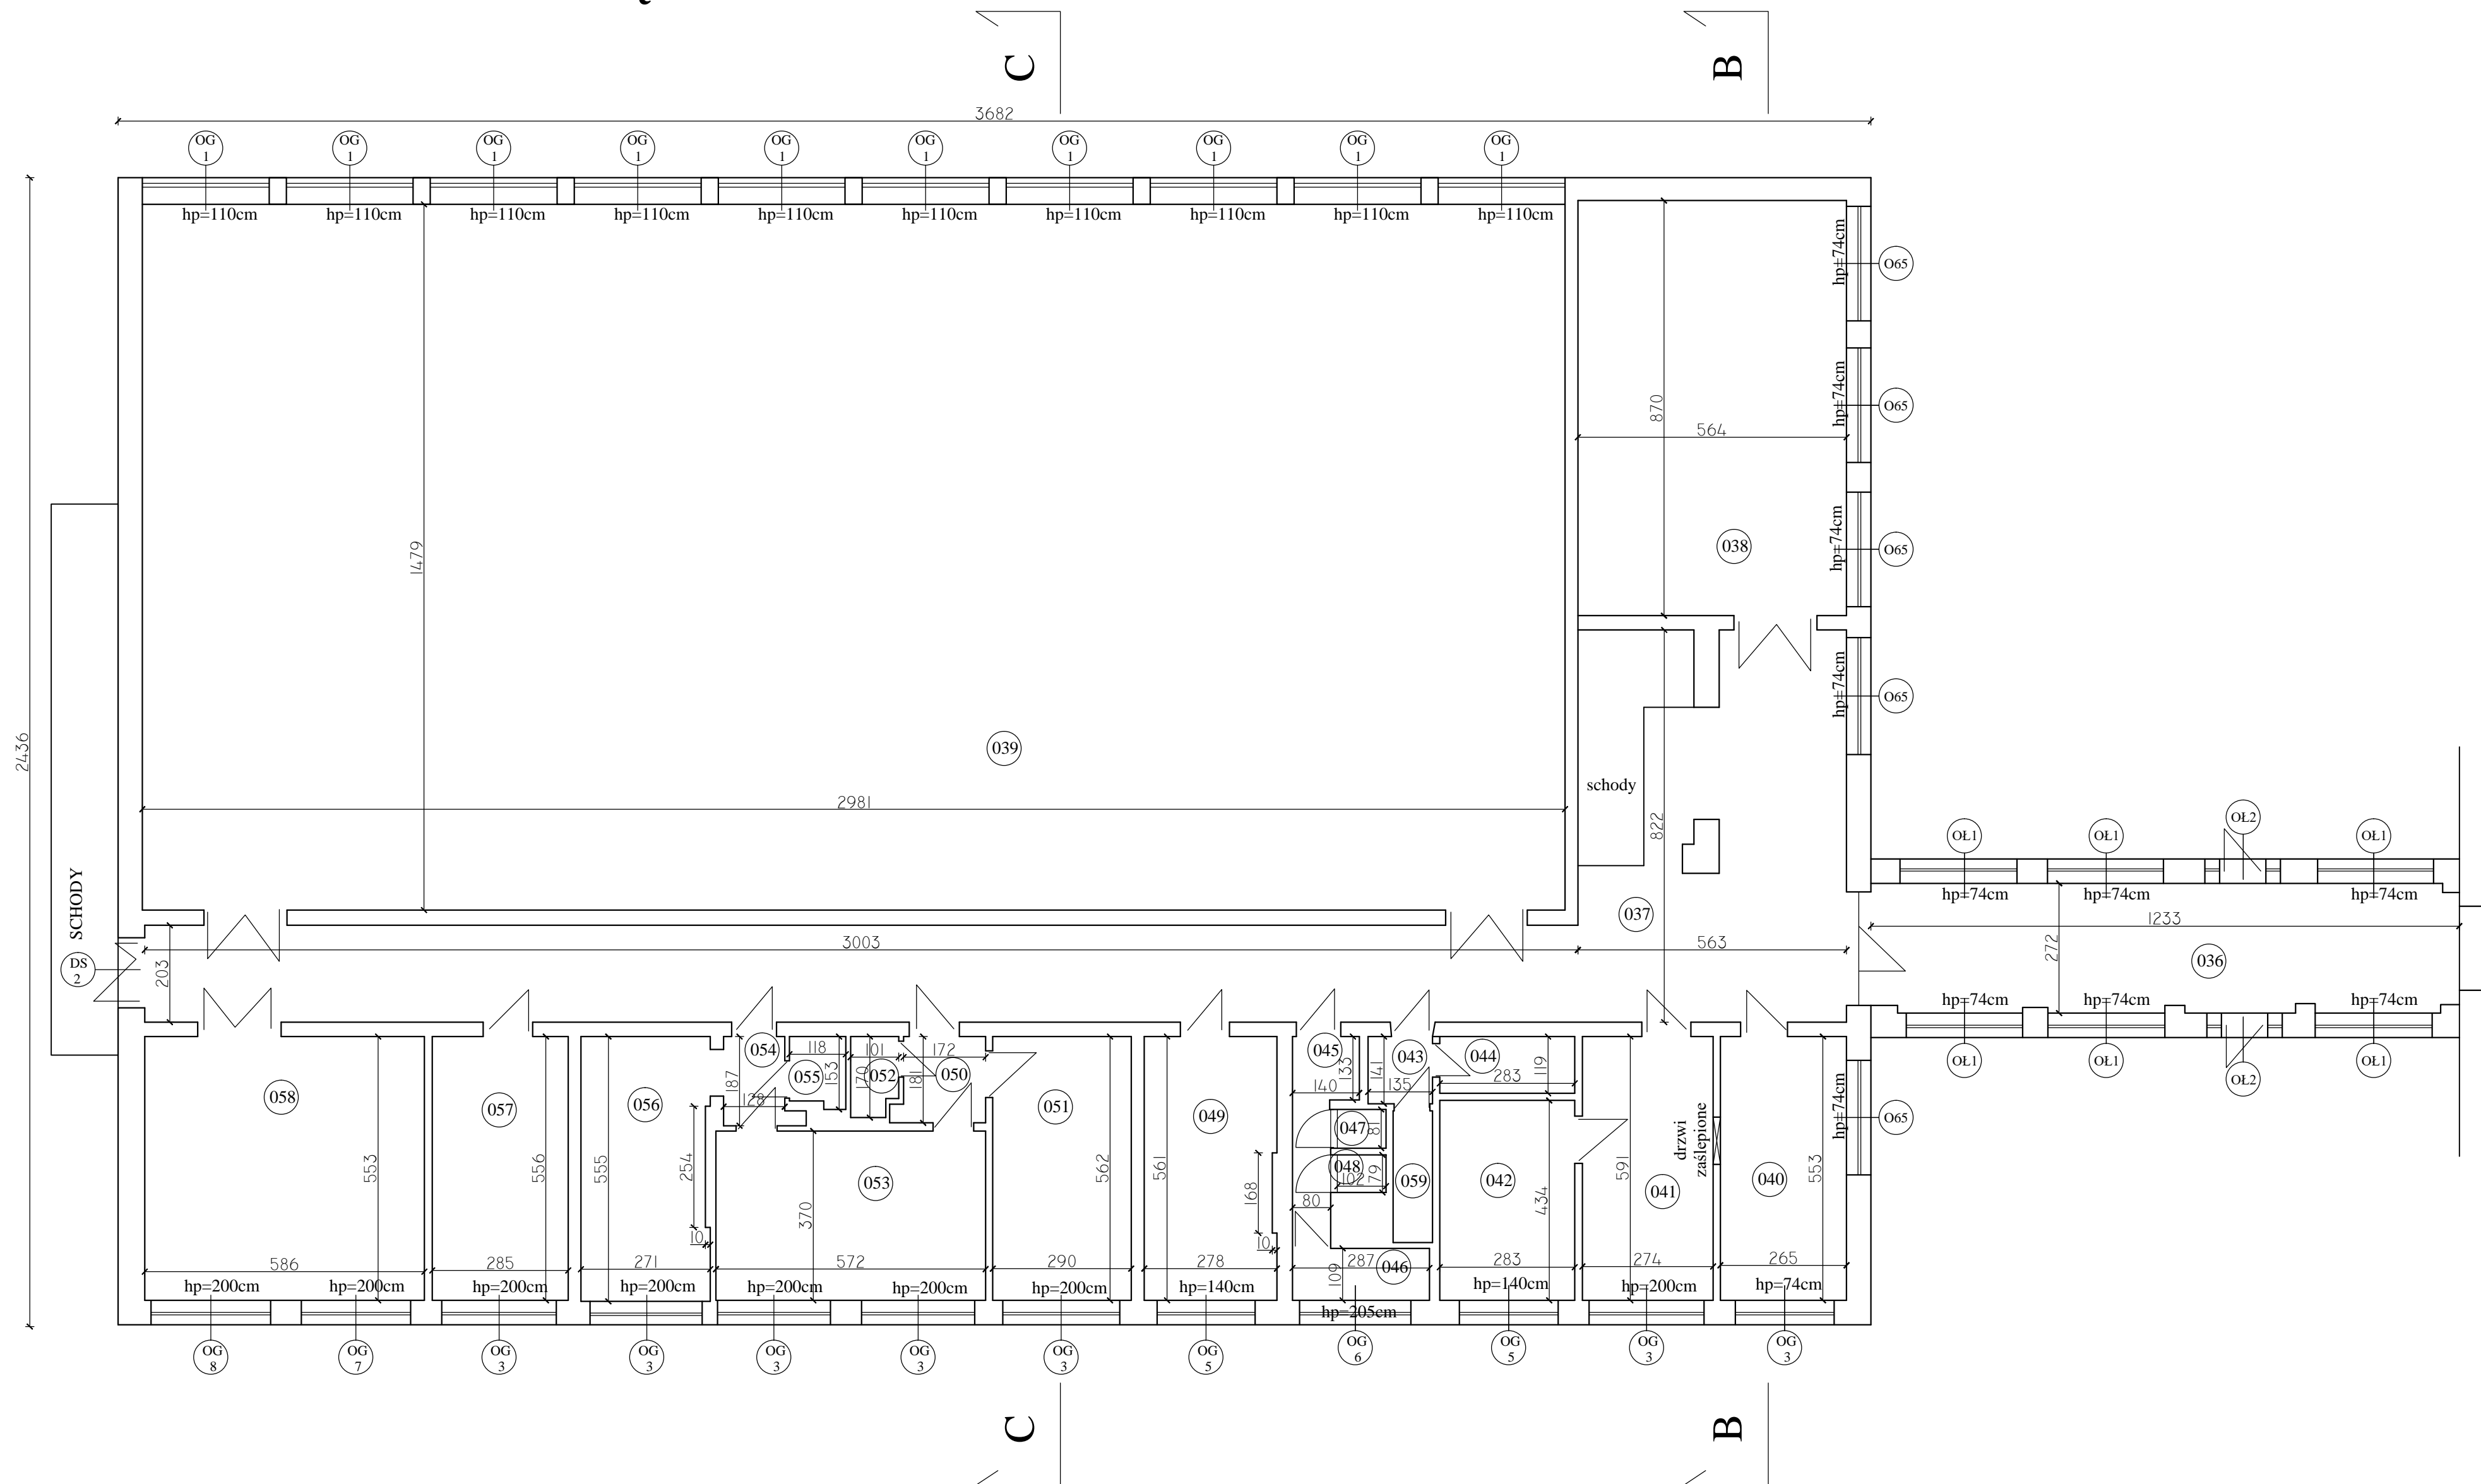 C
B
3682
OG 1
OG 1
OG 1
OG 1
OG 1
OG 1
OG 1
OG 1
OG 1
OG 1
hp=110cm
hp=110cm
hp=110cm
hp=110cm
hp=110cm
hp=110cm
hp=110cm
hp=110cm
hp=110cm
hp=110cm
hp=74cm
O65
hp=74cm
O65
870
564
hp=74cm
O65
038
1479
hp=74cm
O65
2436
039
schody
2981
822
OŁ2
OŁ1
OŁ1
OŁ1
SCHODY
hp=74cm
hp=74cm
hp=74cm
037
1233
3003
563
272
036
DS 2
203
hp=74cm
hp=74cm
hp=74cm
OŁ1
OŁ1
OŁ2
OŁ1
054
118
101
172
045
133
141
043
044
119
055
153
170
052
181
050
283
187
128
140
135
058
057
056
051
049
047
81
drzwi
zaślepione
hp=74cm
O65
553
556
555
254
053
562
561
168
048
102
79
059
042
434
591
041
040
553
80
370
10
10
586
285
271
572
290
278
287
046
109
283
274
265
hp=200cm
hp=200cm
hp=200cm
hp=200cm
hp=200cm
hp=200cm
hp=200cm
hp=140cm
hp=205cm
hp=140cm
hp=200cm
hp=74cm
OG 8
OG 7
OG 3
OG 3
OG 3
OG 3
OG 3
OG 5
OG 6
OG 5
OG 3
OG 3
C
B